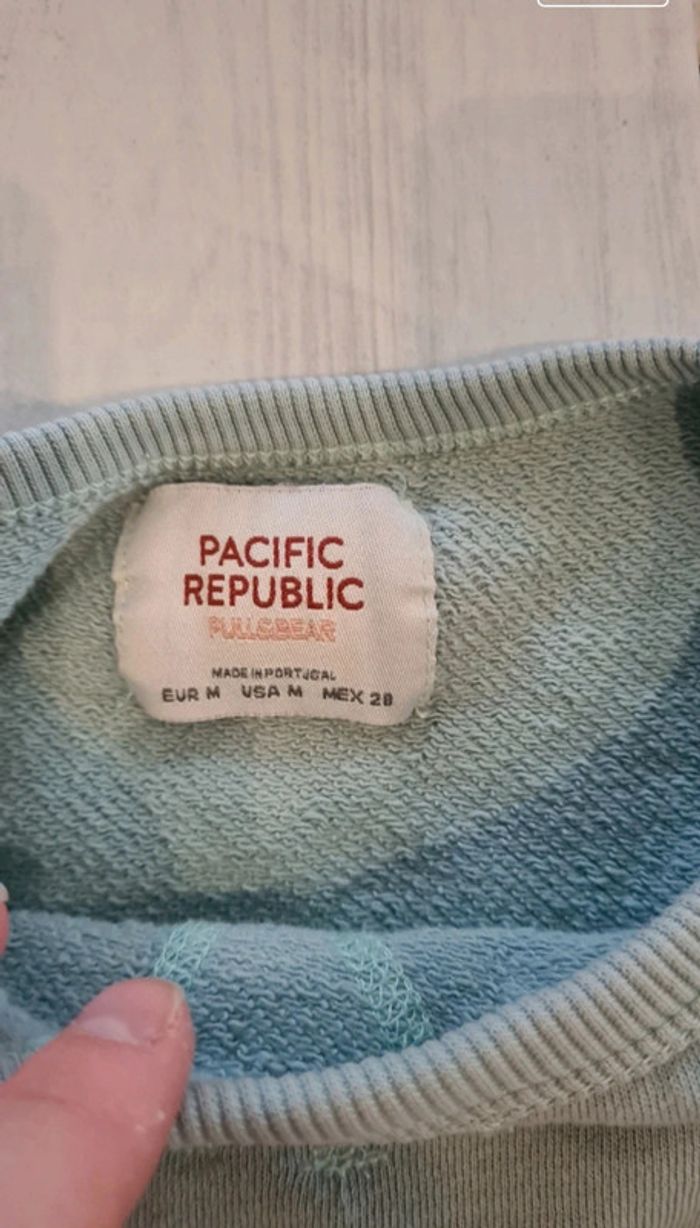 PACIFIC
REPUBLIC
PULL&BEAR
MADE IN PORTUGAL
EUR M USA M MEX 28